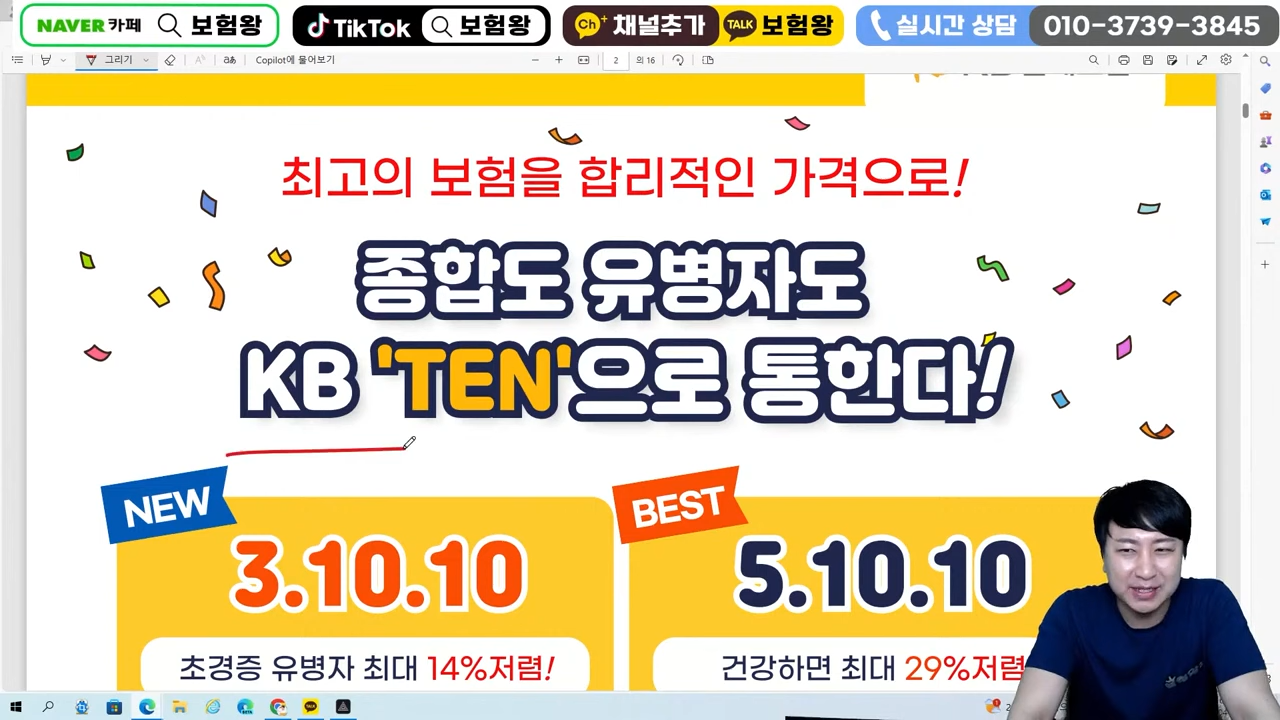 NAVER 카페 보험왕
TikTok 보험왕
Ch+ 채널추가 TALK 보험왕
실시간 상담 010-3739-3845
그리기
가あ
Copilot에 물어보기
2 의 16
최고의 보험을 합리적인 가격으로!
종합도 유병자도
KB 'TEN'으로 통한다!
NEW
3.10.10
초경증 유병자 최대 14%저렴!
BEST
5.10.10
건강하면 최대 29%저렴